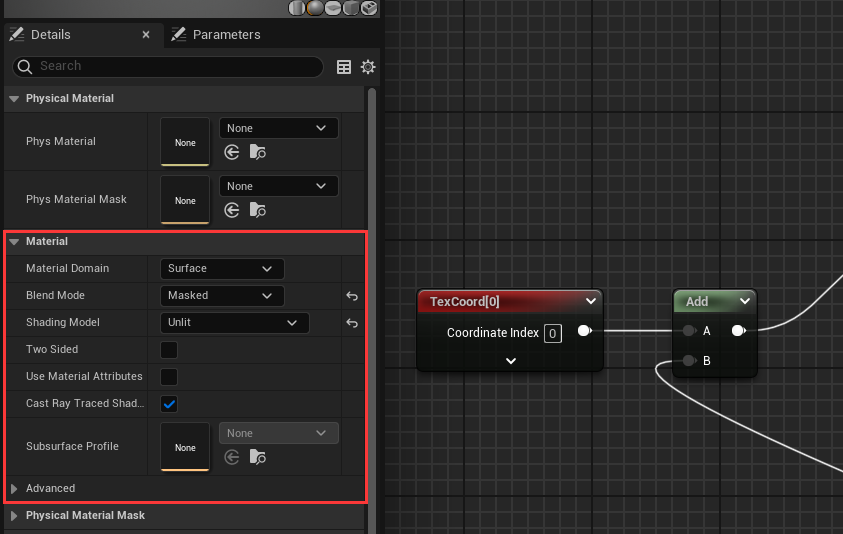 Details
Parameters
Search
Physical Material
Phys Material
None
None
Phys Material Mask
None
None
Material
Material Domain
Surface
Blend Mode
Masked
Shading Model
Unlit
Two Sided
Use Material Attributes
Cast Ray Traced Shad...
Subsurface Profile
None
None
Advanced
Physical Material Mask
TexCoord[0]
Coordinate Index 0
Add
A
B